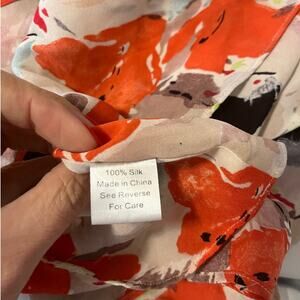 100% Silk
Made in China
See Reverse
For Care